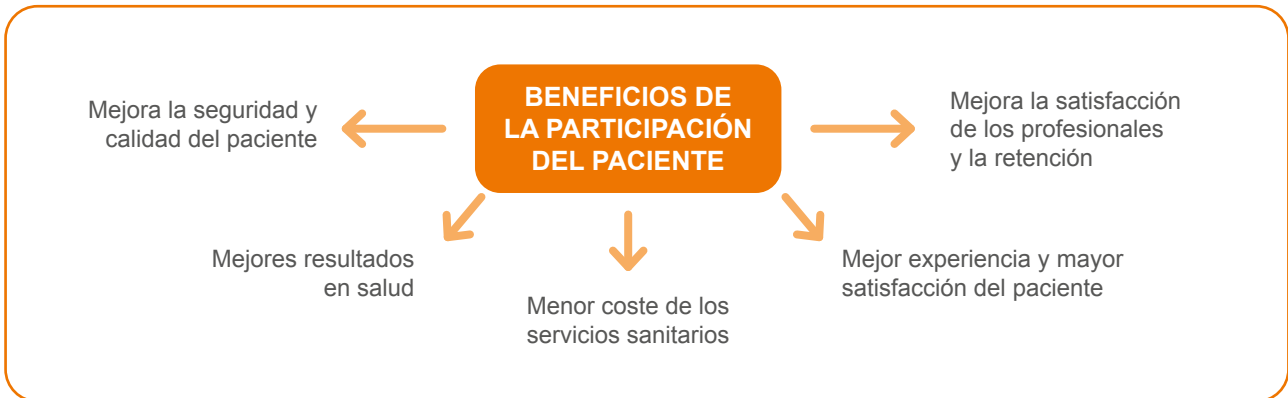 BENEFICIOS DE
LA PARTICIPACIÓN
DEL PACIENTE
Mejora la seguridad y
calidad del paciente
Mejores resultados
en salud
Menor coste de los
servicios sanitarios
Mejor experiencia y mayor
satisfacción del paciente
Mejora la satisfacción
de los profesionales
y la retención